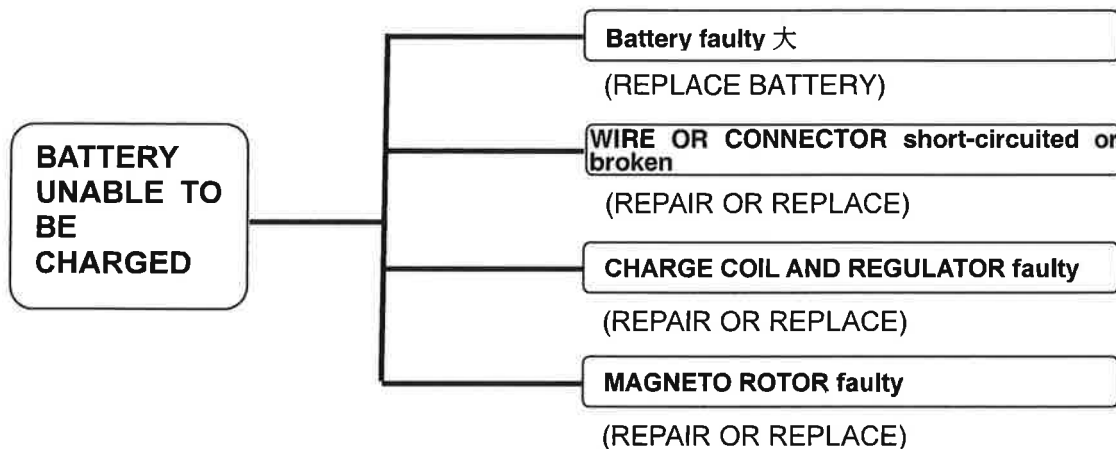 BATTERY
UNABLE TO
BE
CHARGED
Battery faulty 大
(REPLACE BATTERY)
WIRE OR CONNECTOR short-circuited or
broken
(REPAIR OR REPLACE)
CHARGE COIL AND REGULATOR faulty
(REPAIR OR REPLACE)
MAGNETO ROTOR faulty
(REPAIR OR REPLACE)